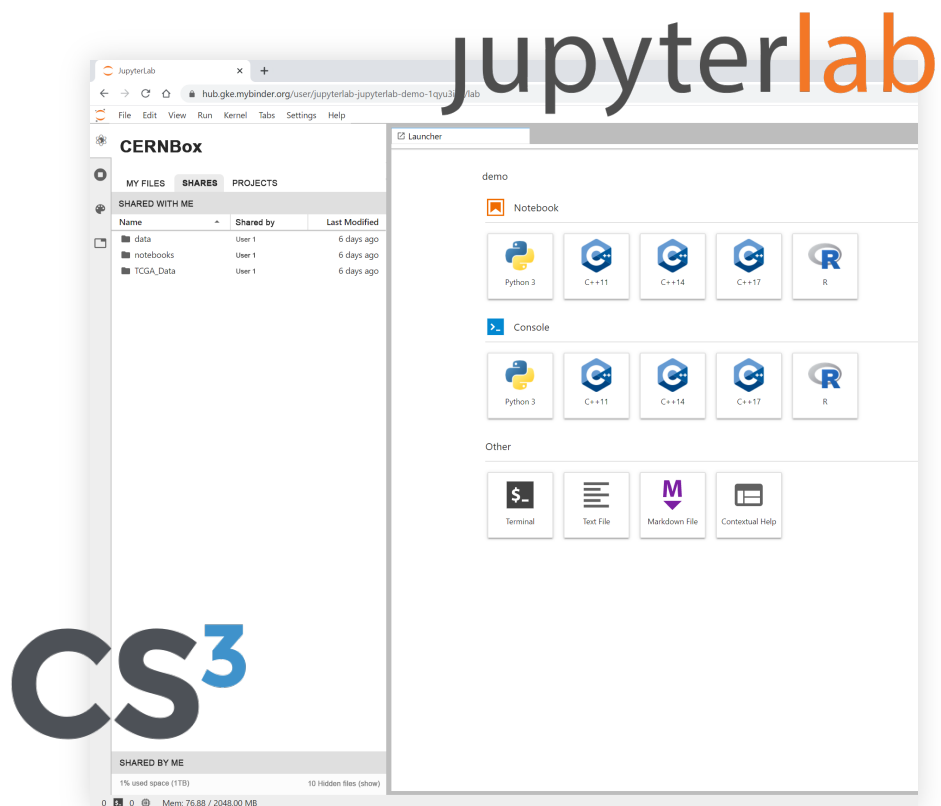 jupyterlab
JupyterLab
hub.gke.mybinder.org/user/jupyterlab-jupyterlab-demo-1qyu3 /lab
File Edit View Run Kernel Tabs Settings Help
CERNBox
MY FILES SHARES PROJECTS
SHARED WITH ME
Name Shared by Last Modified
data User 1 6 days ago
notebooks User 1 6 days ago
TCGA_Data User 1 6 days ago
Launcher
demo
Notebook
Python 3 C++11 C++14 C++17 R
Console
Python 3 C++11 C++14 C++17 R
Other
$_ M
Terminal Text File Markdown File Contextual Help
CS3
SHARED BY ME
1% used space (1TB) 10 Hidden files (show)
0 $_ 0 Mem: 76.88 / 2048.00 MB